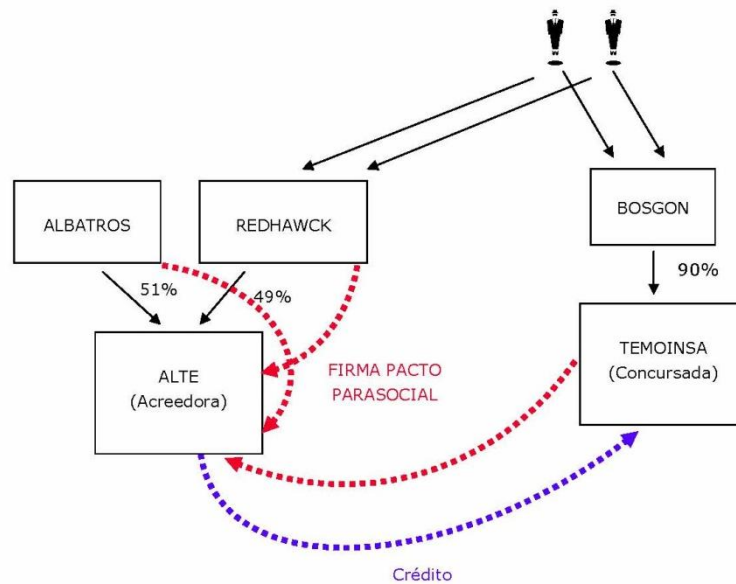 ALBATROS
REDHAWCK
BOSGON
51%
49%
90%
ALTE
(Acreedora)
FIRMA PACTO
PARASOCIAL
TEMOINSA
(Concursada)
Crédito